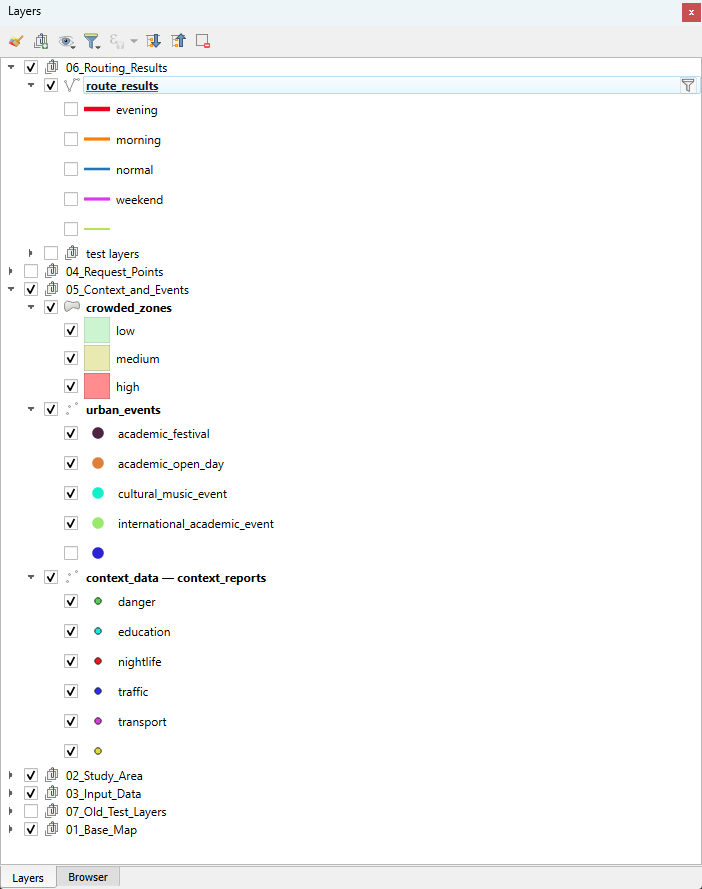 Layers
06_Routing_Results
route_results
evening
morning
normal
weekend
test layers
04_Request_Points
05_Context_and_Events
crowded_zones
low
medium
high
urban_events
academic_festival
academic_open_day
cultural_music_event
international_academic_event
context_data — context_reports
danger
education
nightlife
traffic
transport
02_Study_Area
03_Input_Data
07_Old_Test_Layers
01_Base_Map
Layers Browser